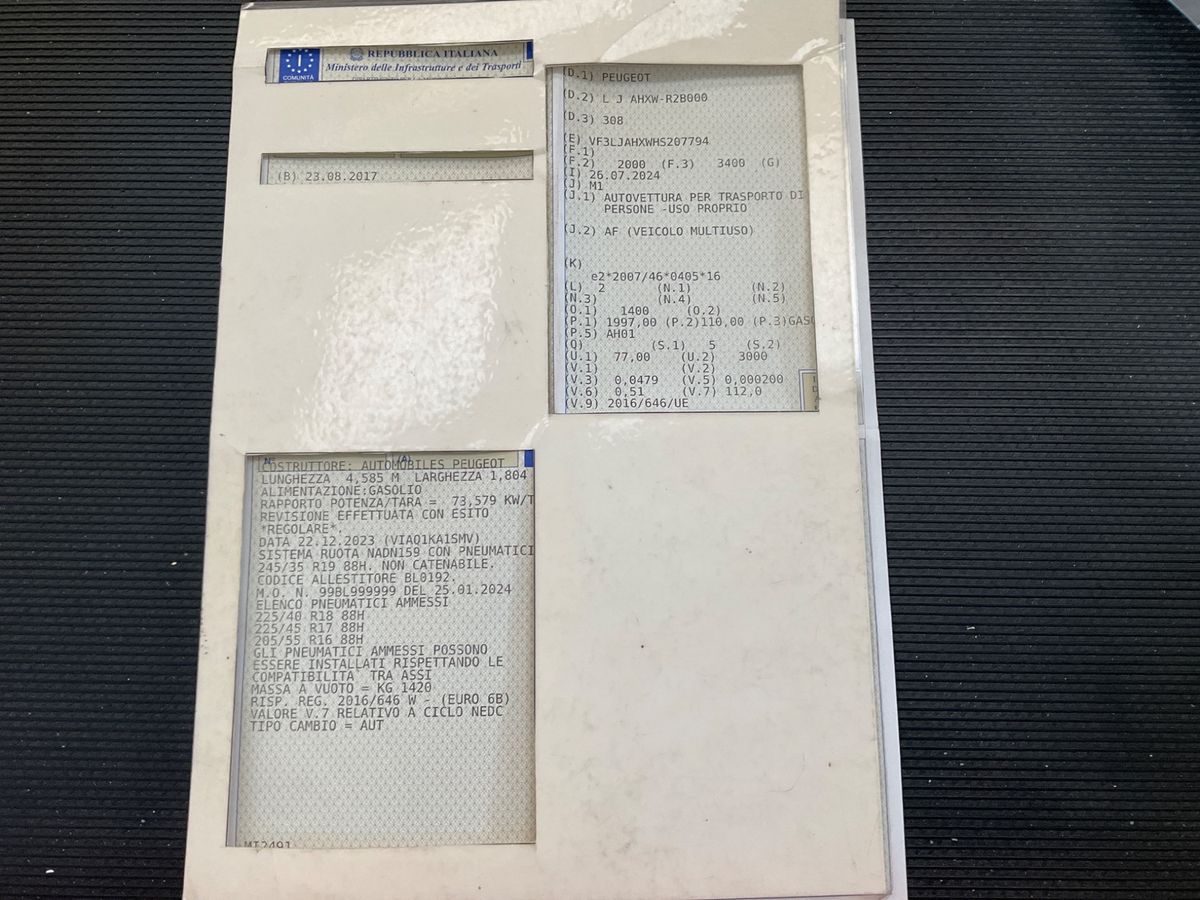 REPUBBLICA ITALIANA
COMUNITÀ
Ministero delle Infrastrutture e dei Trasporti
(B) 23.08.2017
N°
(A)
COSTRUTTORE: AUTOMOBILES PEUGEOT
LUNGHEZZA 4,585 M LARGHEZZA 1,804
ALIMENTAZIONE:GASOLIO
RAPPORTO POTENZA/TARA = 73,579 KW/T
REVISIONE EFFETTUATA CON ESITO
*REGOLARE*.
DATA 22.12.2023 (VIAQ1KA1SMV)
SISTEMA RUOTA NADN159 CON PNEUMATICI
245/35 R19 88H. NON CATENABILE.
CODICE ALLESTITORE BL0192.
M.O. N. 99BL999999 DEL 25.01.2024
ELENCO PNEUMATICI AMMESSI
225/40 R18 88H
225/45 R17 88H
205/55 R16 88H
GLI PNEUMATICI AMMESSI POSSONO
ESSERE INSTALLATI RISPETTANDO LE
COMPATIBILITA TRA ASSI
MASSA A VUOTO = KG 1420
RISP. REG. 2016/646 W - (EURO 6B)
VALORE V.7 RELATIVO A CICLO NEDC
TIPO CAMBIO = AUT
(D.1) PEUGEOT
(D.2) L J AHXW-R2B000
(D.3) 308
(E) VF3LJAHXWHS207794
(F.1)
(F.2) 2000 (F.3) 3400 (G)
(I) 26.07.2024
(J) M1
(J.1) AUTOVETTURA PER TRASPORTO DI
PERSONE -USO PROPRIO
(J.2) AF (VEICOLO MULTIUSO)
(K)
e2*2007/46*0405*16
(L) 2 (N.1) (N.2)
(N.3) (N.4) (N.5)
(O.1) 1400 (O.2)
(P.1) 1997,00 (P.2)110,00 (P.3)GASO
(P.5) AH01
(Q) (S.1) 5 (S.2)
(U.1) 77,00 (U.2) 3000
(V.1) (V.2)
(V.3) 0,0479 (V.5) 0,000200
(V.6) 0,51 (V.7) 112,0
(V.9) 2016/646/UE